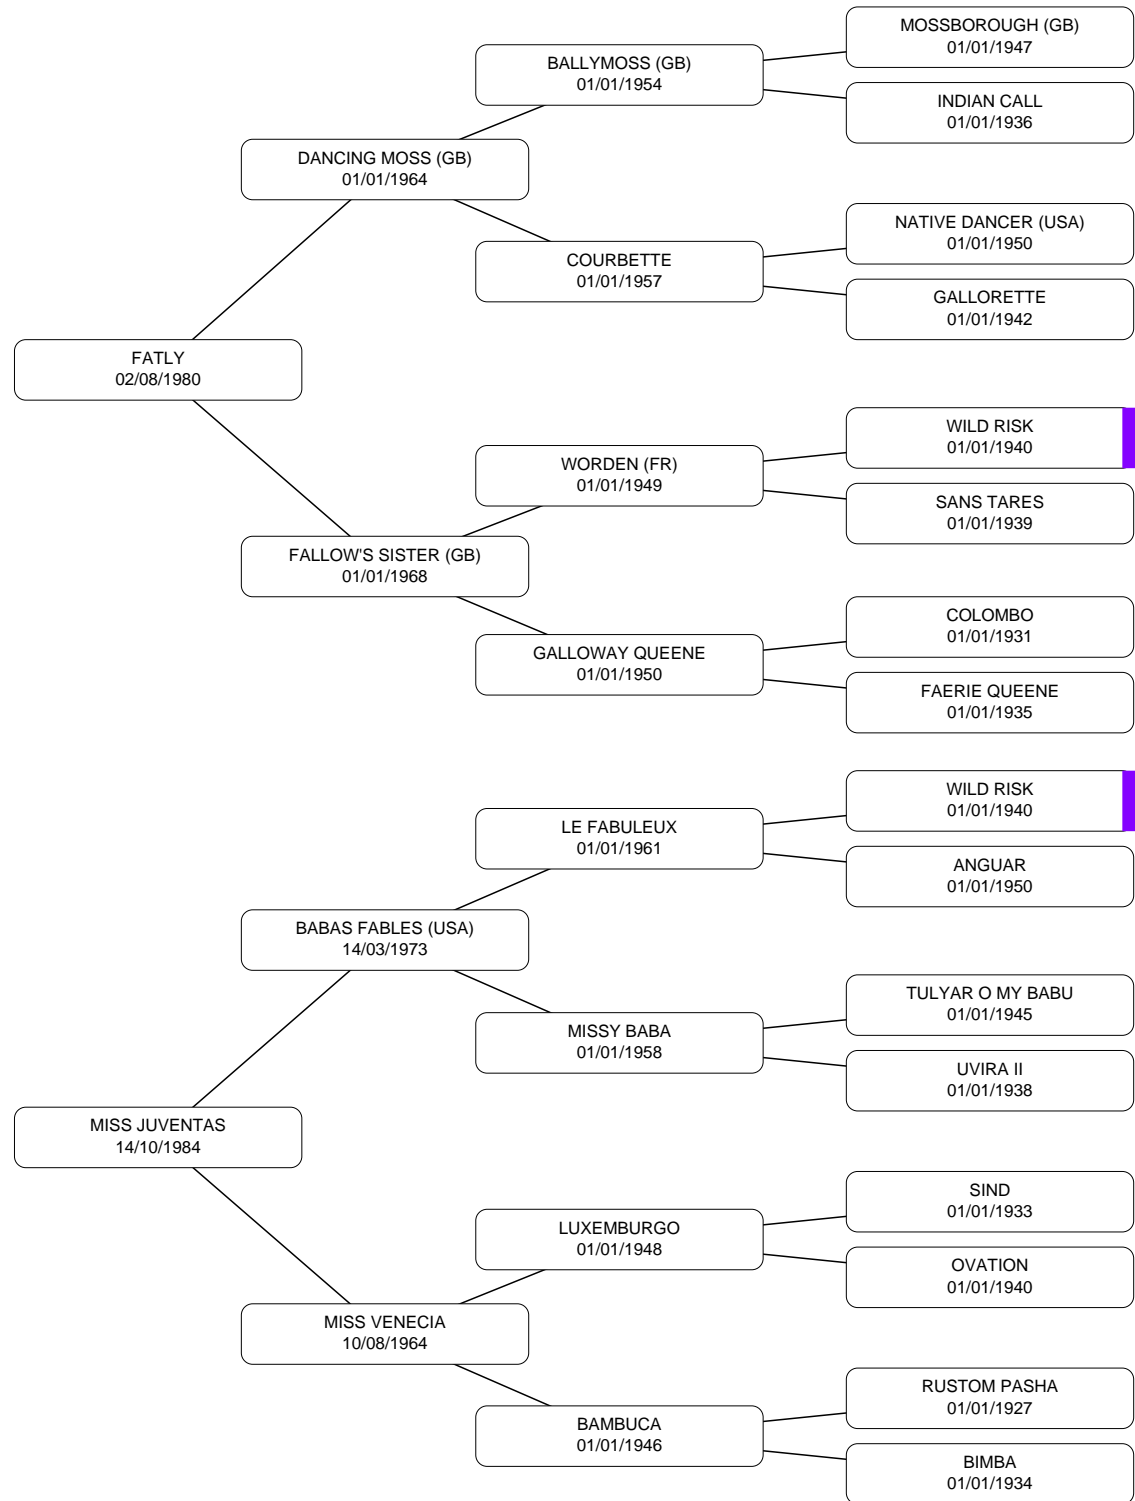 MOSSBOROUGH (GB)
01/01/1947
BALLYMOSS (GB)
01/01/1954
INDIAN CALL
01/01/1936
DANCING MOSS (GB)
01/01/1964
NATIVE DANCER (USA)
01/01/1950
COURBETTE
01/01/1957
GALLORETTE
01/01/1942
FATLY
02/08/1980
WILD RISK
01/01/1940
WORDEN (FR)
01/01/1949
SANS TARES
01/01/1939
FALLOW'S SISTER (GB)
01/01/1968
COLOMBO
01/01/1931
GALLOWAY QUEENE
01/01/1950
FAERIE QUEENE
01/01/1935
WILD RISK
01/01/1940
LE FABULEUX
01/01/1961
ANGUAR
01/01/1950
BABAS FABLES (USA)
14/03/1973
TULYAR O MY BABU
01/01/1945
MISSY BABA
01/01/1958
UVIRA II
01/01/1938
MISS JUVENTAS
14/10/1984
SIND
01/01/1933
LUXEMBURGO
01/01/1948
OVATION
01/01/1940
MISS VENECIA
10/08/1964
RUSTOM PASHA
01/01/1927
BAMBUCA
01/01/1946
BIMBA
01/01/1934